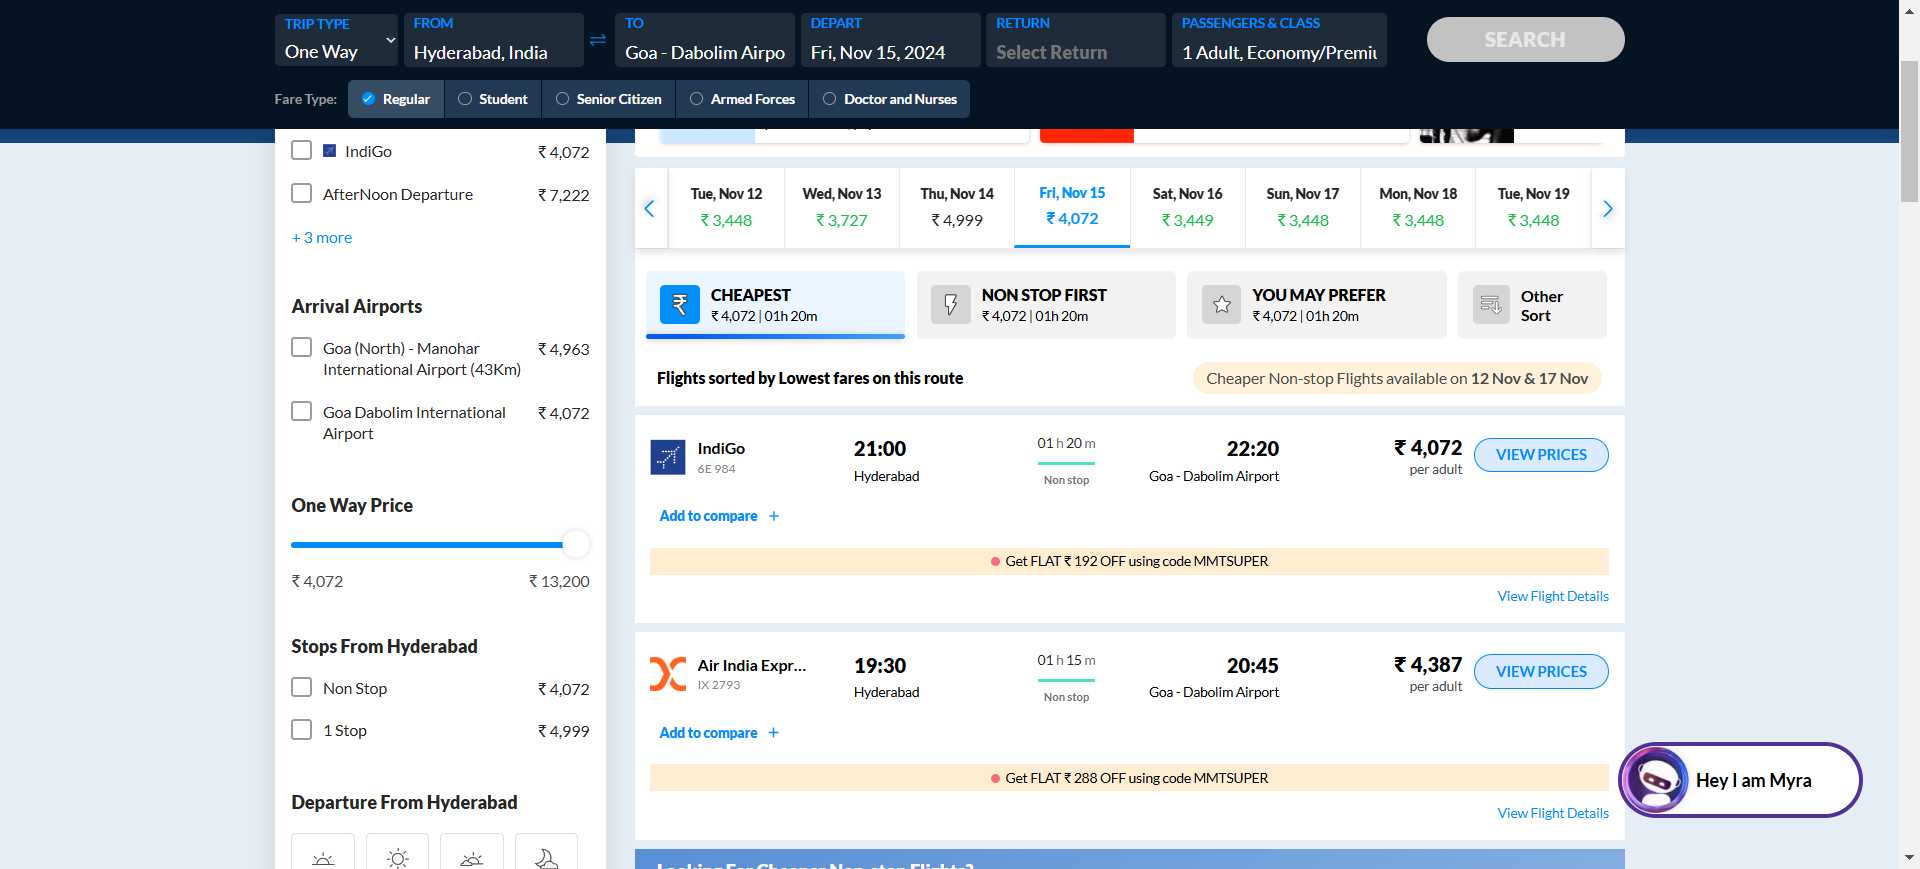 TRIP TYPE
One Way
FROM
Hyderabad, India
TO
Goa - Dabolim Airpo
DEPART
Fri, Nov 15, 2024
RETURN
Select Return
PASSENGERS & CLASS
1 Adult, Economy/Premiu
SEARCH
Fare Type:
Regular
Student
Senior Citizen
Armed Forces
Doctor and Nurses
IndiGo
₹ 4,072
AfterNoon Departure
₹ 7,222
+ 3 more
Arrival Airports
Goa (North) - Manohar
International Airport (43Km)
₹ 4,963
Goa Dabolim International
Airport
₹ 4,072
One Way Price
₹ 4,072
₹ 13,200
Stops From Hyderabad
Non Stop
₹ 4,072
1 Stop
₹ 4,999
Departure From Hyderabad
Tue, Nov 12
₹ 3,448
Wed, Nov 13
₹ 3,727
Thu, Nov 14
₹ 4,999
Fri, Nov 15
₹ 4,072
Sat, Nov 16
₹ 3,449
Sun, Nov 17
₹ 3,448
Mon, Nov 18
₹ 3,448
Tue, Nov 19
₹ 3,448
CHEAPEST
₹ 4,072 | 01h 20m
NON STOP FIRST
₹ 4,072 | 01h 20m
YOU MAY PREFER
₹ 4,072 | 01h 20m
Other
Sort
Flights sorted by Lowest fares on this route
Cheaper Non-stop Flights available on 12 Nov & 17 Nov
IndiGo
6E 984
21:00
Hyderabad
01 h 20 m
Non stop
22:20
Goa - Dabolim Airport
₹ 4,072
per adult
VIEW PRICES
Add to compare +
Get FLAT ₹ 192 OFF using code MMTSUPER
View Flight Details
Air India Expr...
IX 2793
19:30
Hyderabad
01 h 15 m
Non stop
20:45
Goa - Dabolim Airport
₹ 4,387
per adult
VIEW PRICES
Add to compare +
Get FLAT ₹ 288 OFF using code MMTSUPER
View Flight Details
Hey I am Myra
Looking For Cheaper Non-stop Flights?